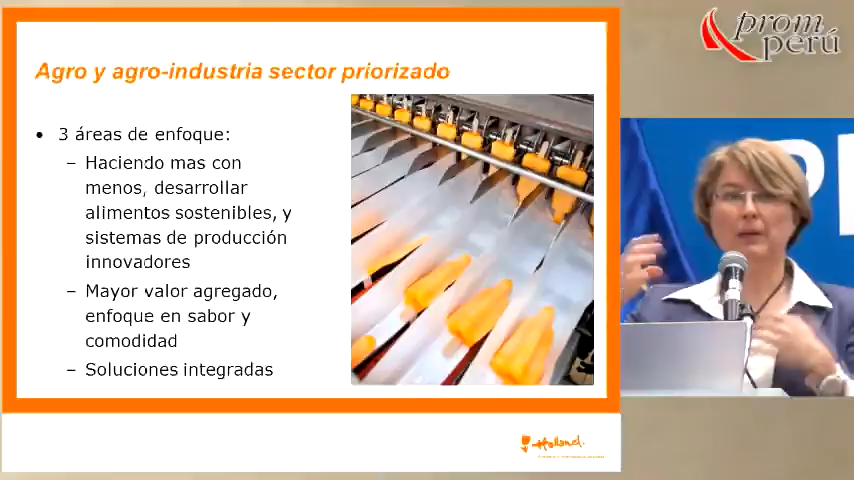 Agro y agro-industria sector priorizado
prom
perú
• 3 áreas de enfoque:
– Haciendo mas con
menos, desarrollar
alimentos sostenibles, y
sistemas de producción
innovadores
– Mayor valor agregado,
enfoque en sabor y
comodidad
– Soluciones integradas
Holland.